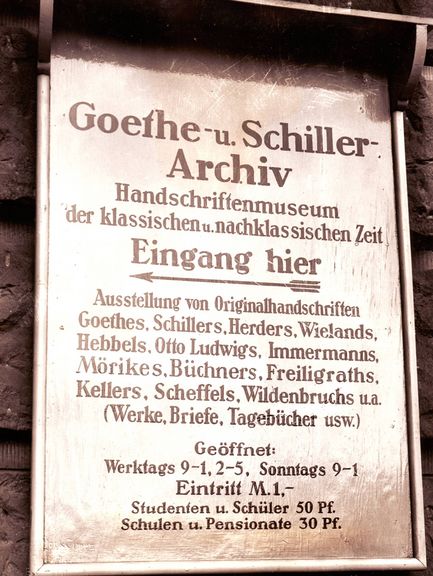 Goethe-u. Schiller-
Archiv
Handschriftenmuseum
der klassischen u. nachklassischen Zeit
Eingang hier
Ausstellung von Originalhandschriften
Goethes, Schillers, Herders, Wielands,
Hebbels, Otto Ludwigs, Immermanns,
Mörikes, Büchners, Freiligraths,
Kellers, Scheffels, Wildenbruchs u.a.
(Werke, Briefe, Tagebücher usw.)
Geöffnet:
Werktags 9-1, 2-5, Sonntags 9-1
Eintritt M.1,-
Studenten u. Schüler 50 Pf.
Schulen u. Pensionate 30 Pf.